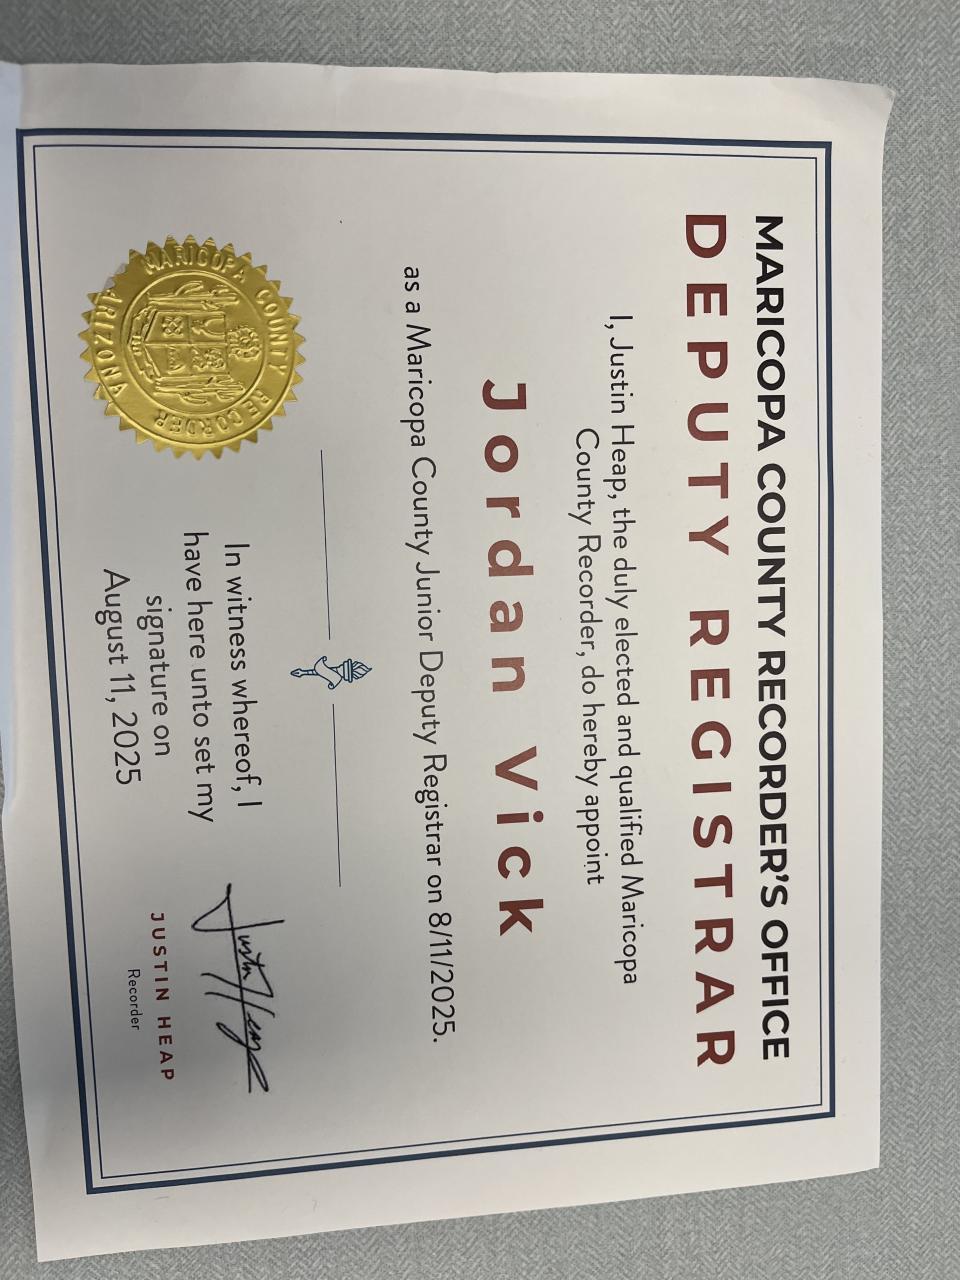 MARICOPA COUNTY RECORDER'S OFFICE
DEPUTY REGISTRAR
I, Justin Heap, the duly elected and qualified Maricopa
County Recorder, do hereby appoint
Jordan Vick
as a Maricopa County Junior Deputy Registrar on 8/11/2025.
MARICOPA COUNTY RECORDER
ARIZONA
In witness whereof, I
have here unto set my
signature on
August 11, 2025
Justin Heap
JUSTIN HEAP
Recorder